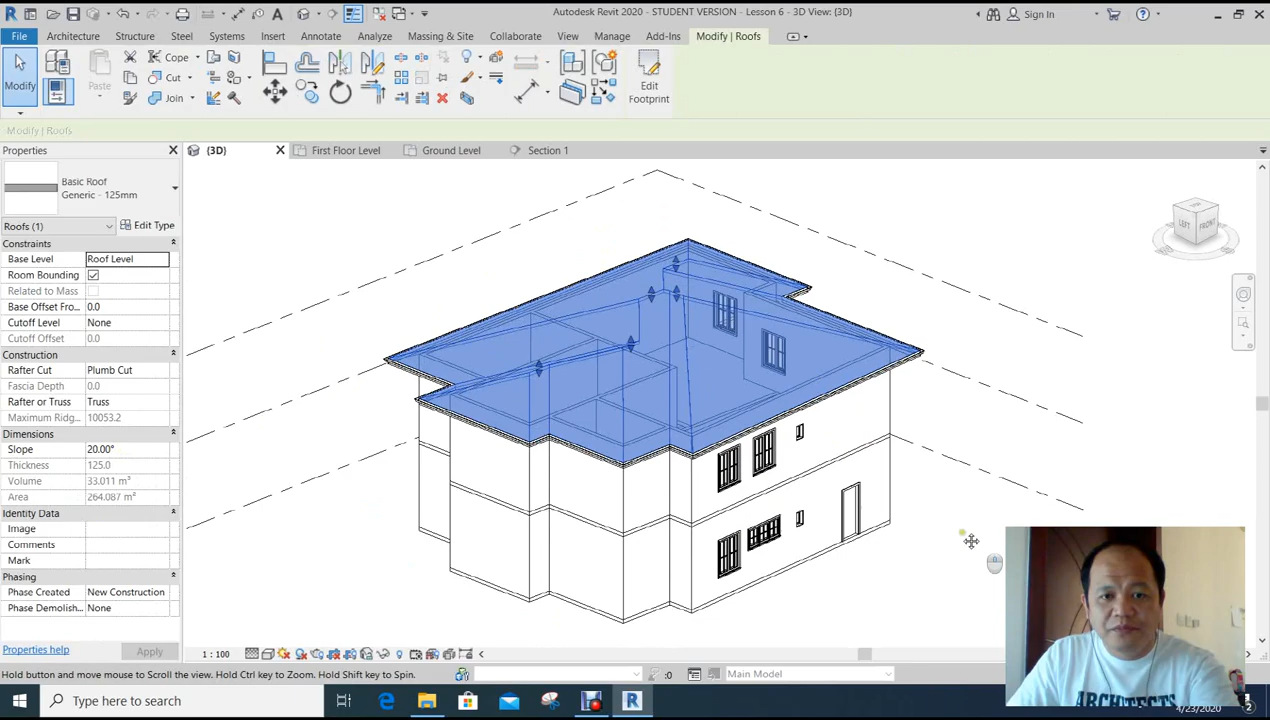 Autodesk Revit 2020 - STUDENT VERSION - Lesson 6 - 3D View: {3D}
Sign In
File Architecture Structure Steel Systems Insert Annotate Analyze Massing & Site Collaborate View Manage Add-Ins Modify | Roofs
Modify
Paste
Cope
Cut
Join
Edit
Footprint
Modify | Roofs
Properties
{3D}
First Floor Level
Ground Level
Section 1
Basic Roof
Generic - 125mm
Roofs (1)
Edit Type
Constraints
Base Level Roof Level
Room Bounding
Related to Mass
Base Offset Fro... 0.0
Cutoff Level None
Cutoff Offset 0.0
Construction
Rafter Cut Plumb Cut
Fascia Depth 0.0
Rafter or Truss Truss
Maximum Ridg... 10053.2
Dimensions
Slope 20.00°
Thickness 125.0
Volume 33.011 m³
Area 264.087 m²
Identity Data
Image
Comments
Mark
Phasing
Phase Created New Construction
Phase Demolish... None
Properties help
Apply
LEFT
FRONT
1 : 100
Hold button and move mouse to Scroll the view. Hold Ctrl key to Zoom. Hold Shift key to Spin.
:0
Main Model
ARCHITECTS
Type here to search
4/23/2020
2